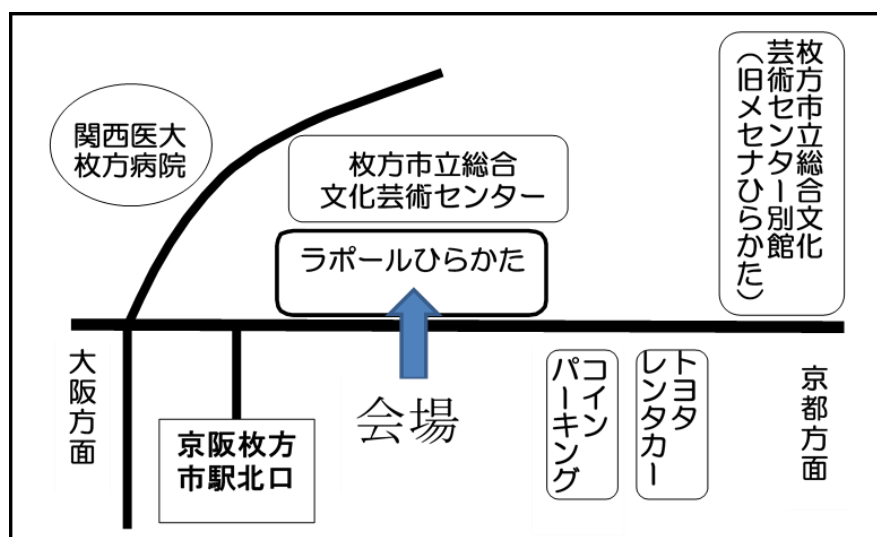 関西医大
枚方病院
枚方市立総合
文化芸術センター
ラポールひらかた
枚方市立総合文化
芸術センター別館
（旧メセナひらかた）
大阪方面
京阪枚方
市駅北口
会場
コイン
パーキング
トヨタ
レンタカー
京都方面